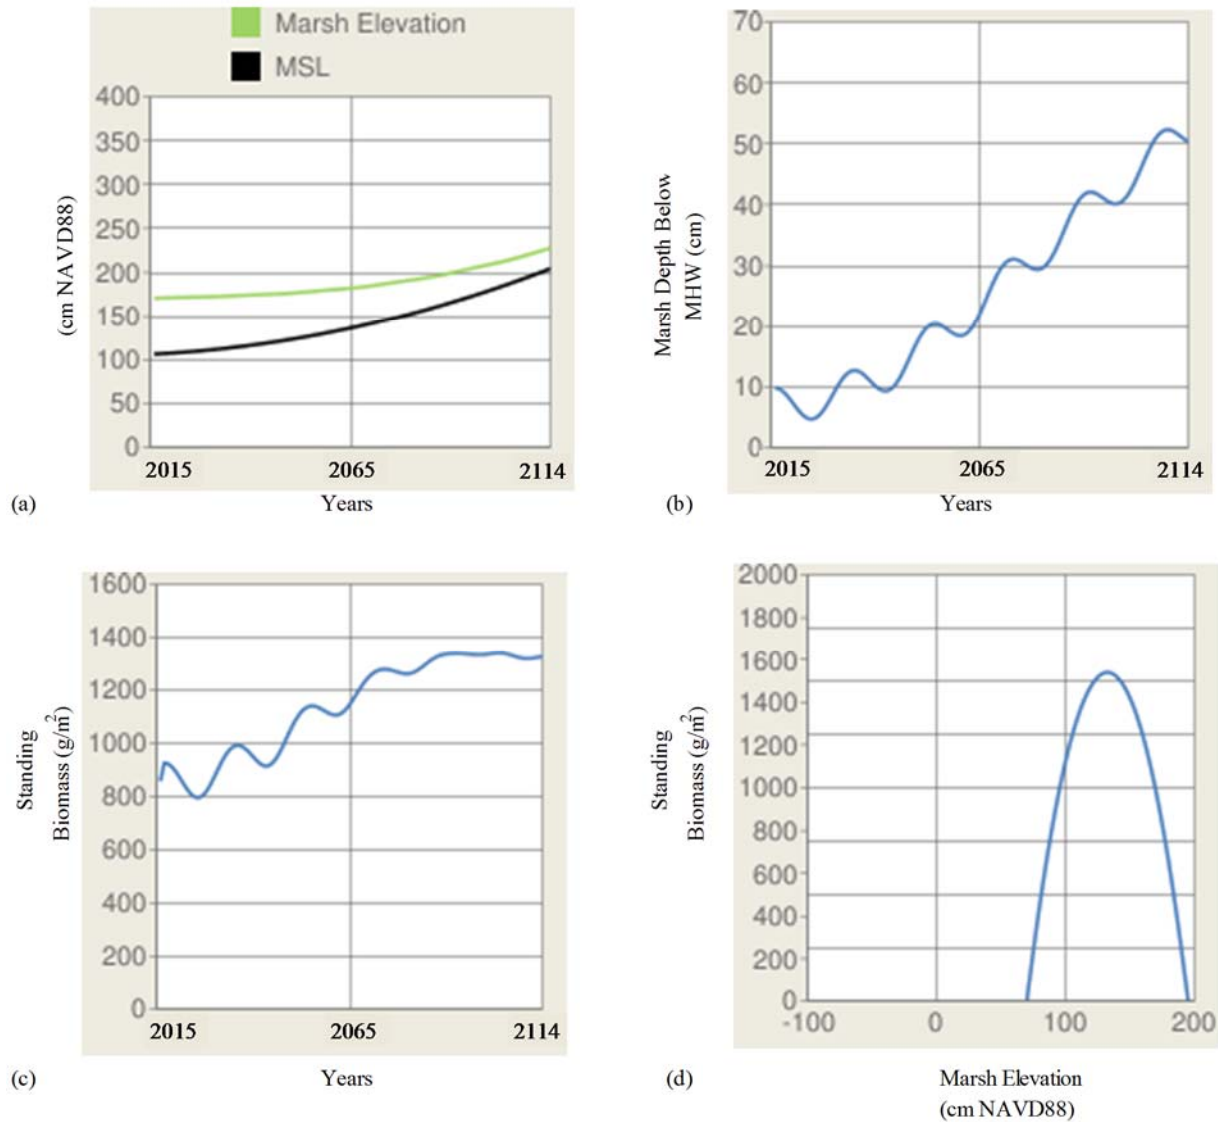 Marsh Elevation
MSL
400
350
300
250
200
150
100
50
0
(cm NAVD88)
2015 2065 2114
(a) Years
70
60
50
40
30
20
10
0
Marsh Depth Below
MHW (cm)
2015 2065 2114
(b) Years
1600
1400
1200
1000
800
600
400
200
0
Standing
Biomass (g/m²)
2015 2065 2114
(c) Years
2000
1800
1600
1400
1200
1000
800
600
400
200
0
Standing
Biomass (g/m²)
-100 0 100 200
(d) Marsh Elevation
(cm NAVD88)